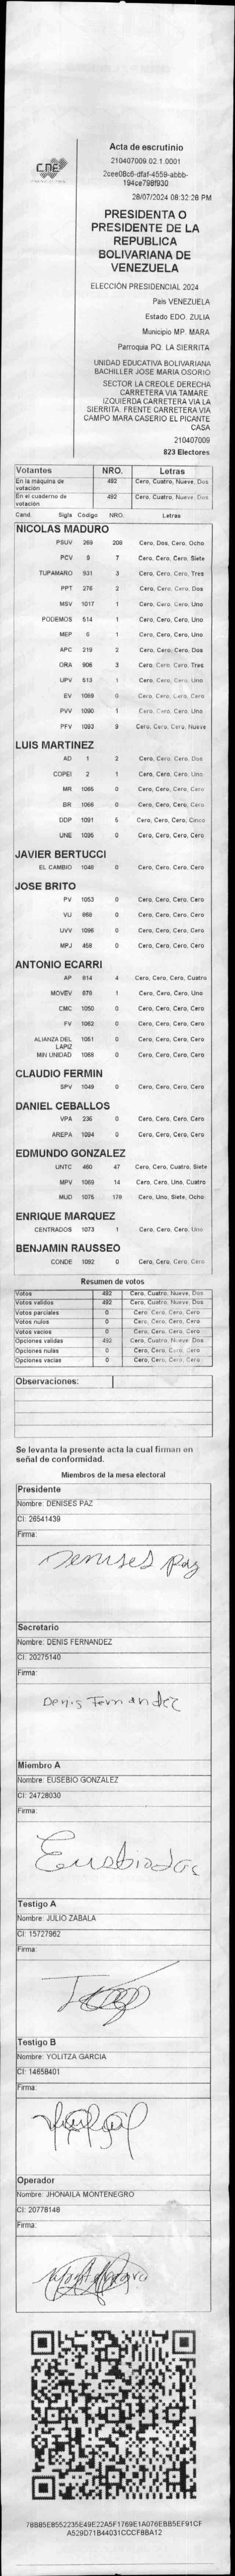 CNE
Acta de escrutinio
210407009.02.1.0001
2cee08c6-dfaf-4559-abbb-
194ce798f930
28/07/2024 08:32:28 PM
PRESIDENTA O
PRESIDENTE DE LA
REPUBLICA
BOLIVARIANA DE
VENEZUELA
ELECCIÓN PRESIDENCIAL 2024
País VENEZUELA
Estado EDO. ZULIA
Municipio MP. MARA
Parroquia PQ. LA SIERRITA
UNIDAD EDUCATIVA BOLIVARIANA
BACHILLER JOSE MARIA OSORIO
SECTOR LA CREOLE DERECHA
CARRETERA VIA TAMARE.
IZQUIERDA CARRETERA VIA LA
SIERRITA. FRENTE CARRETERA VIA
CAMPO MARA CASERIO EL PICANTE
CASA
210407009
823 Electores
Votantes NRO. Letras
En la máquina de votación 492 Cero, Cuatro, Nueve, Dos
En el cuaderno de votación 492 Cero, Cuatro, Nueve, Dos
Cand. Sigla Código NRO. Letras
NICOLAS MADURO
PSUV 269 208 Cero, Dos, Cero, Ocho
PCV 9 7 Cero, Cero, Cero, Siete
TUPAMARO 931 3 Cero, Cero, Cero, Tres
PPT 276 2 Cero, Cero, Cero, Dos
MSV 1017 1 Cero, Cero, Cero, Uno
PODEMOS 514 1 Cero, Cero, Cero, Uno
MEP 6 1 Cero, Cero, Cero, Uno
APC 219 2 Cero, Cero, Cero, Dos
ORA 906 3 Cero, Cero, Cero, Tres
UPV 513 1 Cero, Cero, Cero, Uno
EV 1089 0 Cero, Cero, Cero, Cero
PVV 1090 1 Cero, Cero, Cero, Uno
PFV 1093 9 Cero, Cero, Cero, Nueve
LUIS MARTINEZ
AD 1 2 Cero, Cero, Cero, Dos
COPEI 2 1 Cero, Cero, Cero, Uno
MR 1065 0 Cero, Cero, Cero, Cero
BR 1066 0 Cero, Cero, Cero, Cero
DDP 1091 5 Cero, Cero, Cero, Cinco
UNE 1095 0 Cero, Cero, Cero, Cero
JAVIER BERTUCCI
EL CAMBIO 1048 0 Cero, Cero, Cero, Cero
JOSE BRITO
PV 1053 0 Cero, Cero, Cero, Cero
VU 868 0 Cero, Cero, Cero, Cero
UVV 1096 0 Cero, Cero, Cero, Cero
MPJ 458 0 Cero, Cero, Cero, Cero
ANTONIO ECARRI
AP 814 4 Cero, Cero, Cero, Cuatro
MOVEV 879 1 Cero, Cero, Cero, Uno
CMC 1050 0 Cero, Cero, Cero, Cero
FV 1062 0 Cero, Cero, Cero, Cero
ALIANZA DEL LAPIZ 1051 0 Cero, Cero, Cero, Cero
MIN UNIDAD 1068 0 Cero, Cero, Cero, Cero
CLAUDIO FERMIN
SPV 1049 0 Cero, Cero, Cero, Cero
DANIEL CEBALLOS
VPA 236 0 Cero, Cero, Cero, Cero
AREPA 1094 0 Cero, Cero, Cero, Cero
EDMUNDO GONZALEZ
UNTC 460 47 Cero, Cero, Cuatro, Siete
MPV 1069 14 Cero, Cero, Uno, Cuatro
MUD 1075 178 Cero, Uno, Siete, Ocho
ENRIQUE MARQUEZ
CENTRADOS 1073 1 Cero, Cero, Cero, Uno
BENJAMIN RAUSSEO
CONDE 1092 0 Cero, Cero, Cero, Cero
Resumen de votos
Votos 492 Cero, Cuatro, Nueve, Dos
Votos validos 492 Cero, Cuatro, Nueve, Dos
Votos parciales 0 Cero, Cero, Cero, Cero
Votos nulos 0 Cero, Cero, Cero, Cero
Votos vacíos 0 Cero, Cero, Cero, Cero
Opciones validas 492 Cero, Cuatro, Nueve, Dos
Opciones nulas 0 Cero, Cero, Cero, Cero
Opciones vacías 0 Cero, Cero, Cero, Cero
Observaciones:
Se levanta la presente acta la cual firman en
señal de conformidad.
Miembros de la mesa electoral
Presidente
Nombre: DENISES PAZ
CI: 26541439
Firma:
Denises Paz
Secretario
Nombre: DENIS FERNANDEZ
CI: 20275140
Firma:
Denis Fernandez
Miembro A
Nombre: EUSEBIO GONZALEZ
CI: 24728030
Firma:
Testigo A
Nombre: JULIO ZABALA
CI: 15727962
Firma:
Testigo B
Nombre: YOLITZA GARCIA
CI: 14658401
Firma:
Operador
Nombre: JHONAILA MONTENEGRO
CI: 20778148
Firma:
78BB5E8552235E49E22A5F1769E1A076EBB5EF91CF
A529D71B44031CCCF8BA12